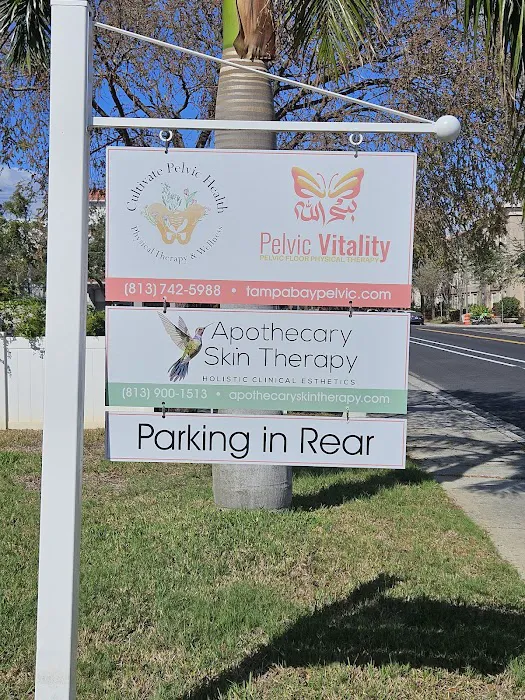 Cultivate Pelvic Health
Physical Therapy & Wellness
Pelvic Vitality
PELVIC FLOOR PHYSICAL THERAPY
(813) 742-5988 • tampabaypelvic.com
Apothecary
Skin Therapy
HOLISTIC CLINICAL ESTHETICS
(813) 900-1513 • apothecaryskintherapy.com
Parking in Rear